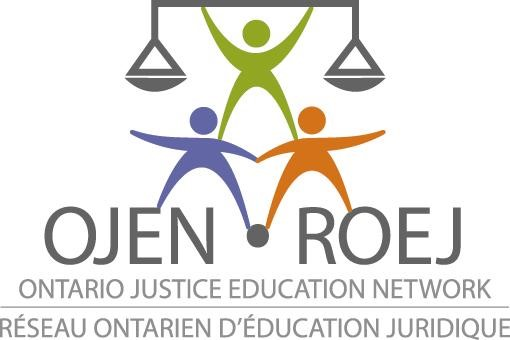 OJEN • ROEJ
ONTARIO JUSTICE EDUCATION NETWORK
RÉSEAU ONTARIEN D'ÉDUCATION JURIDIQUE